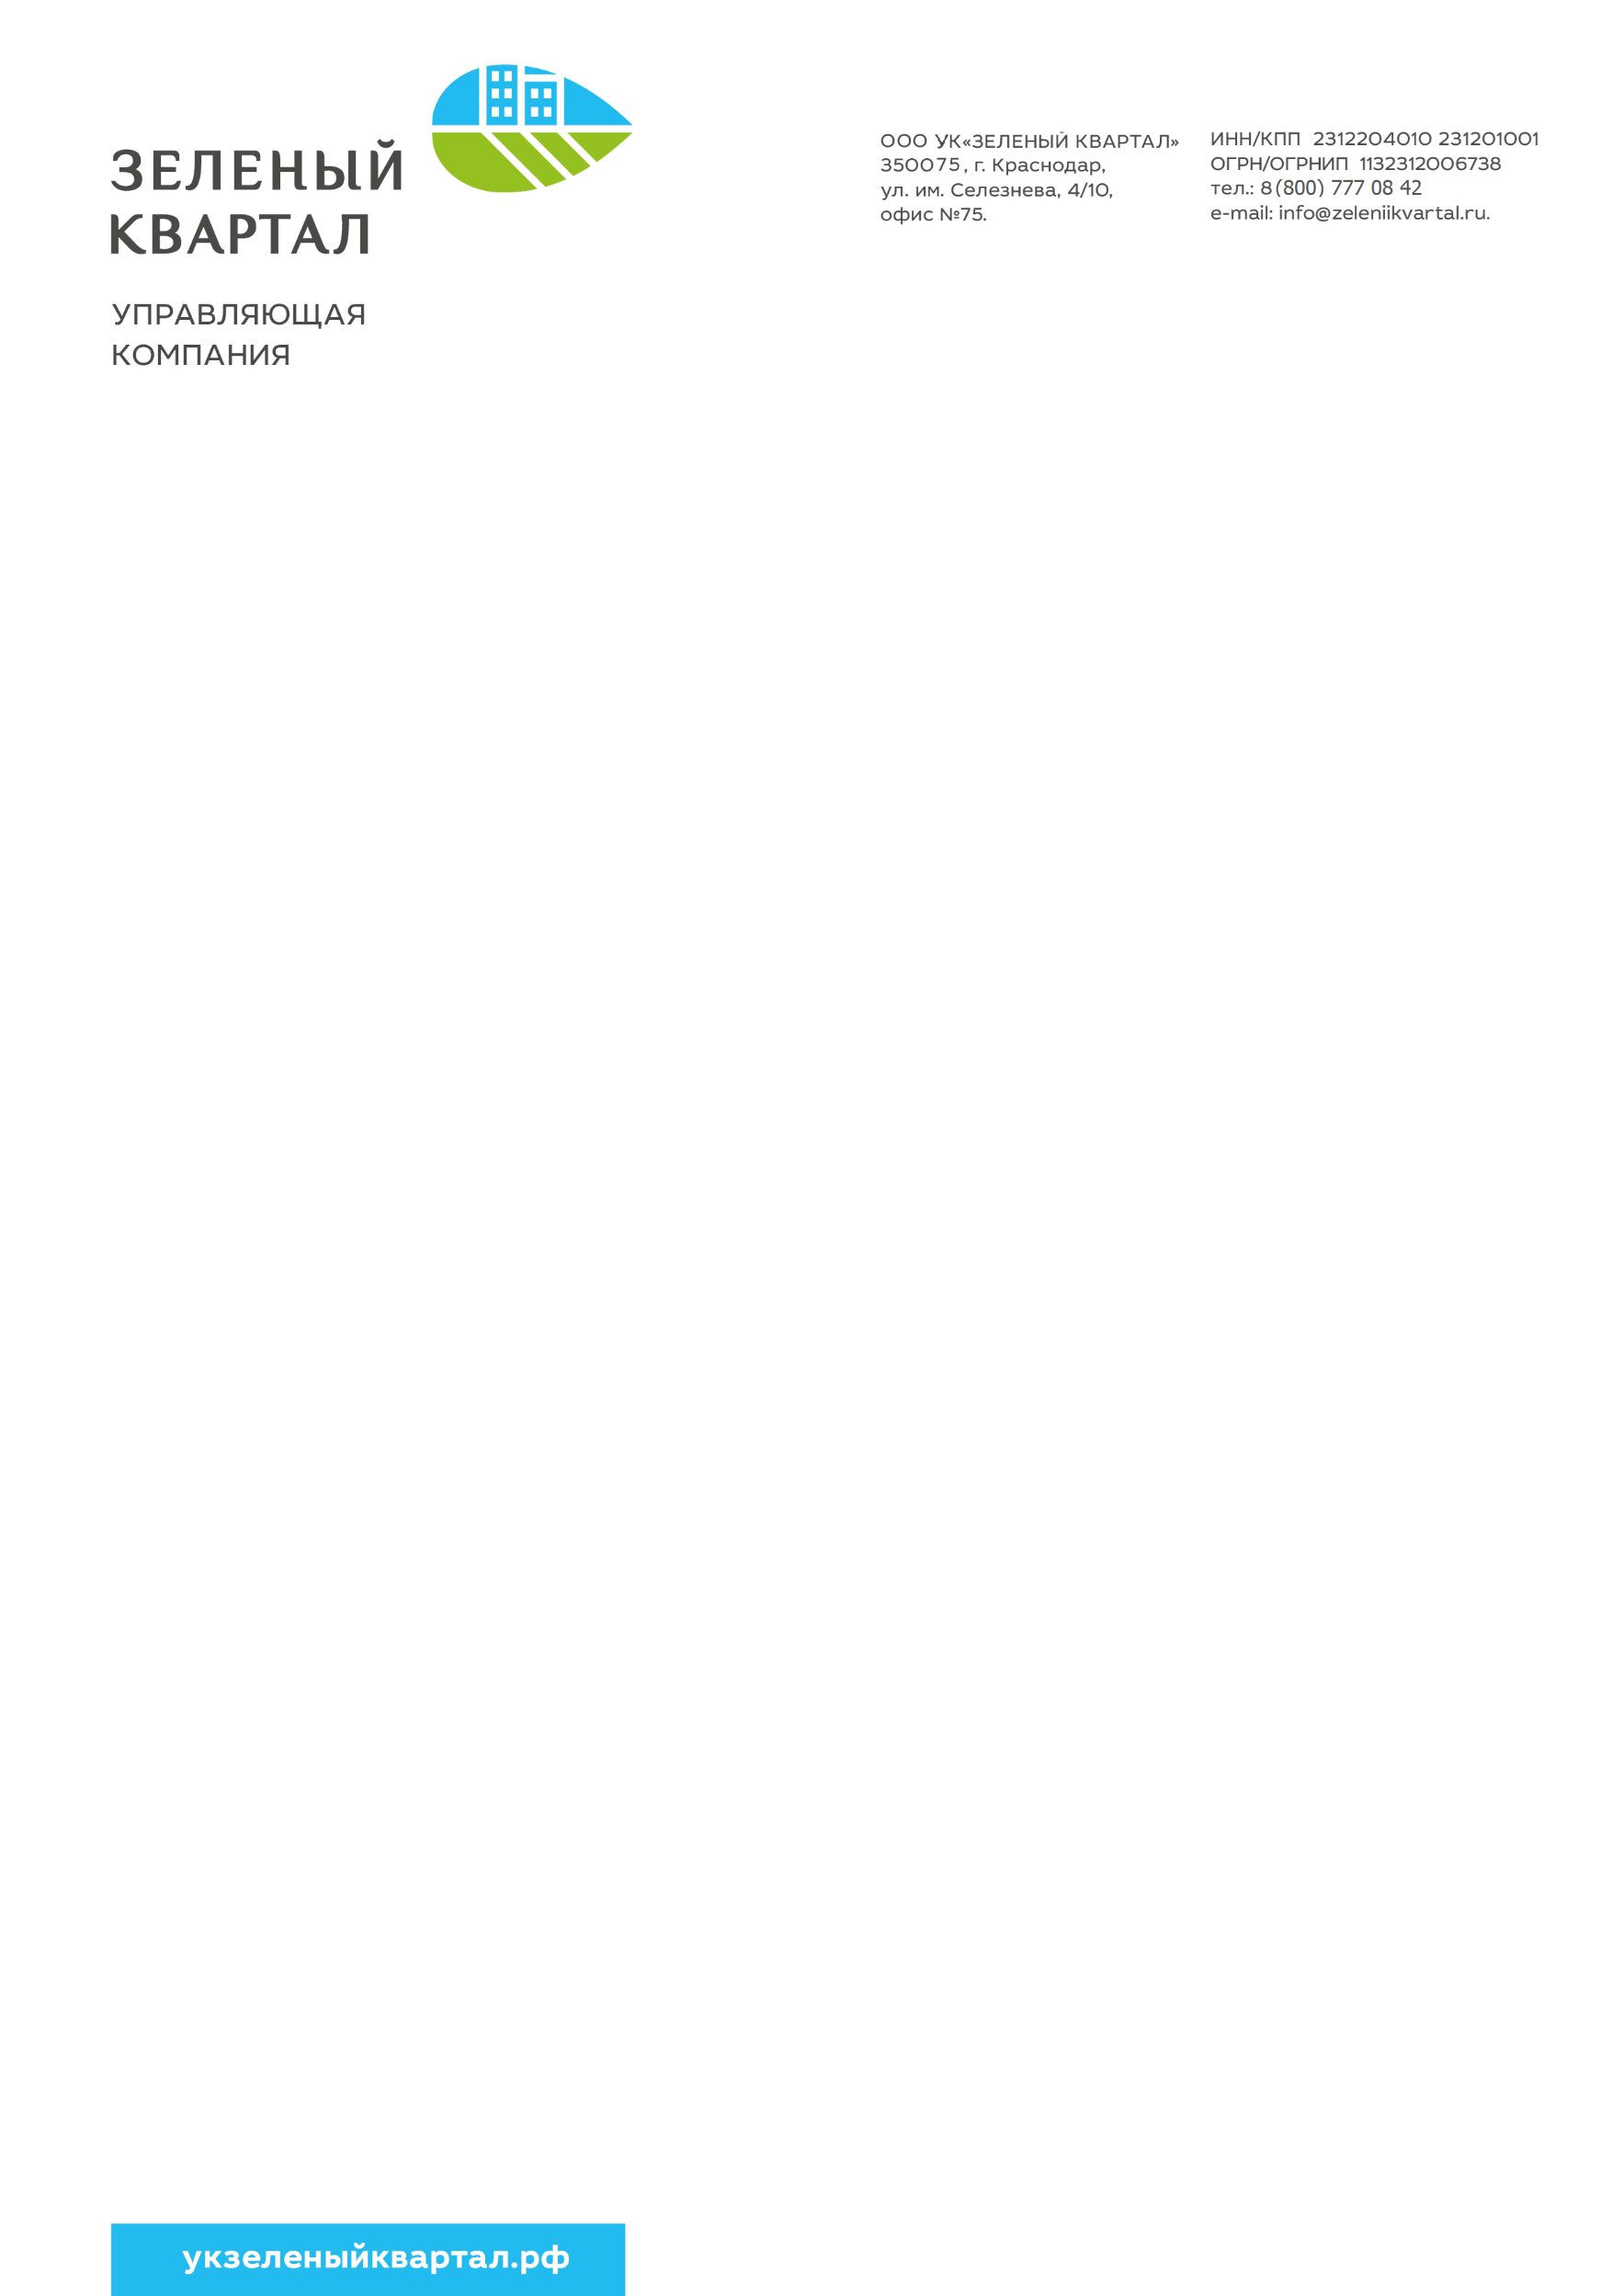 ЗЕЛЕНЫЙ
КВАРТАЛ
УПРАВЛЯЮЩАЯ
КОМПАНИЯ
ООО УК«ЗЕЛЕНЫЙ КВАРТАЛ»
350075, г. Краснодар,
ул. им. Селезнева, 4/10,
офис №75.
ИНН/КПП 2312204010 231201001
ОГРН/ОГРНИП 1132312006738
тел.: 8(800) 777 08 42
e-mail: info@zeleniikvartal.ru.
укзеленыйквартал.рф